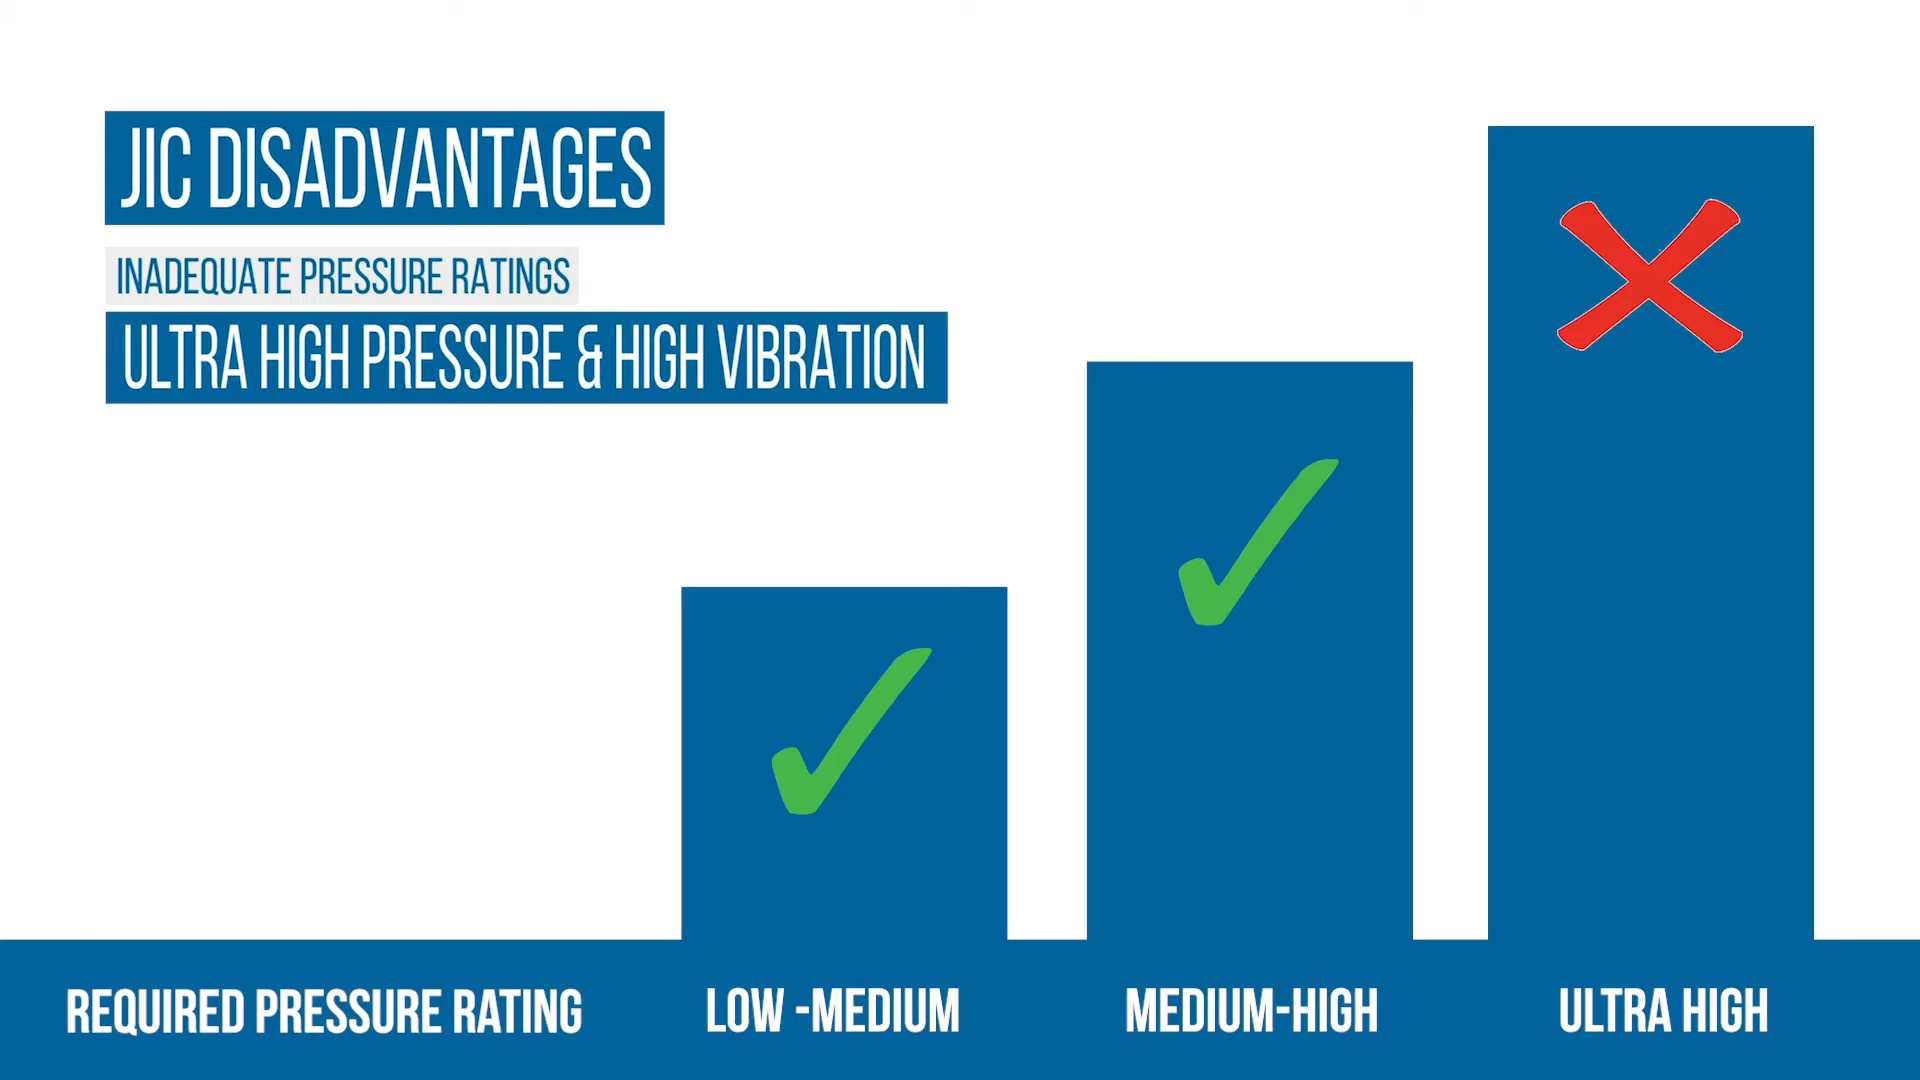 JIC DISADVANTAGES
INADEQUATE PRESSURE RATINGS
ULTRA HIGH PRESSURE & HIGH VIBRATION
REQUIRED PRESSURE RATING
LOW -MEDIUM
MEDIUM-HIGH
ULTRA HIGH